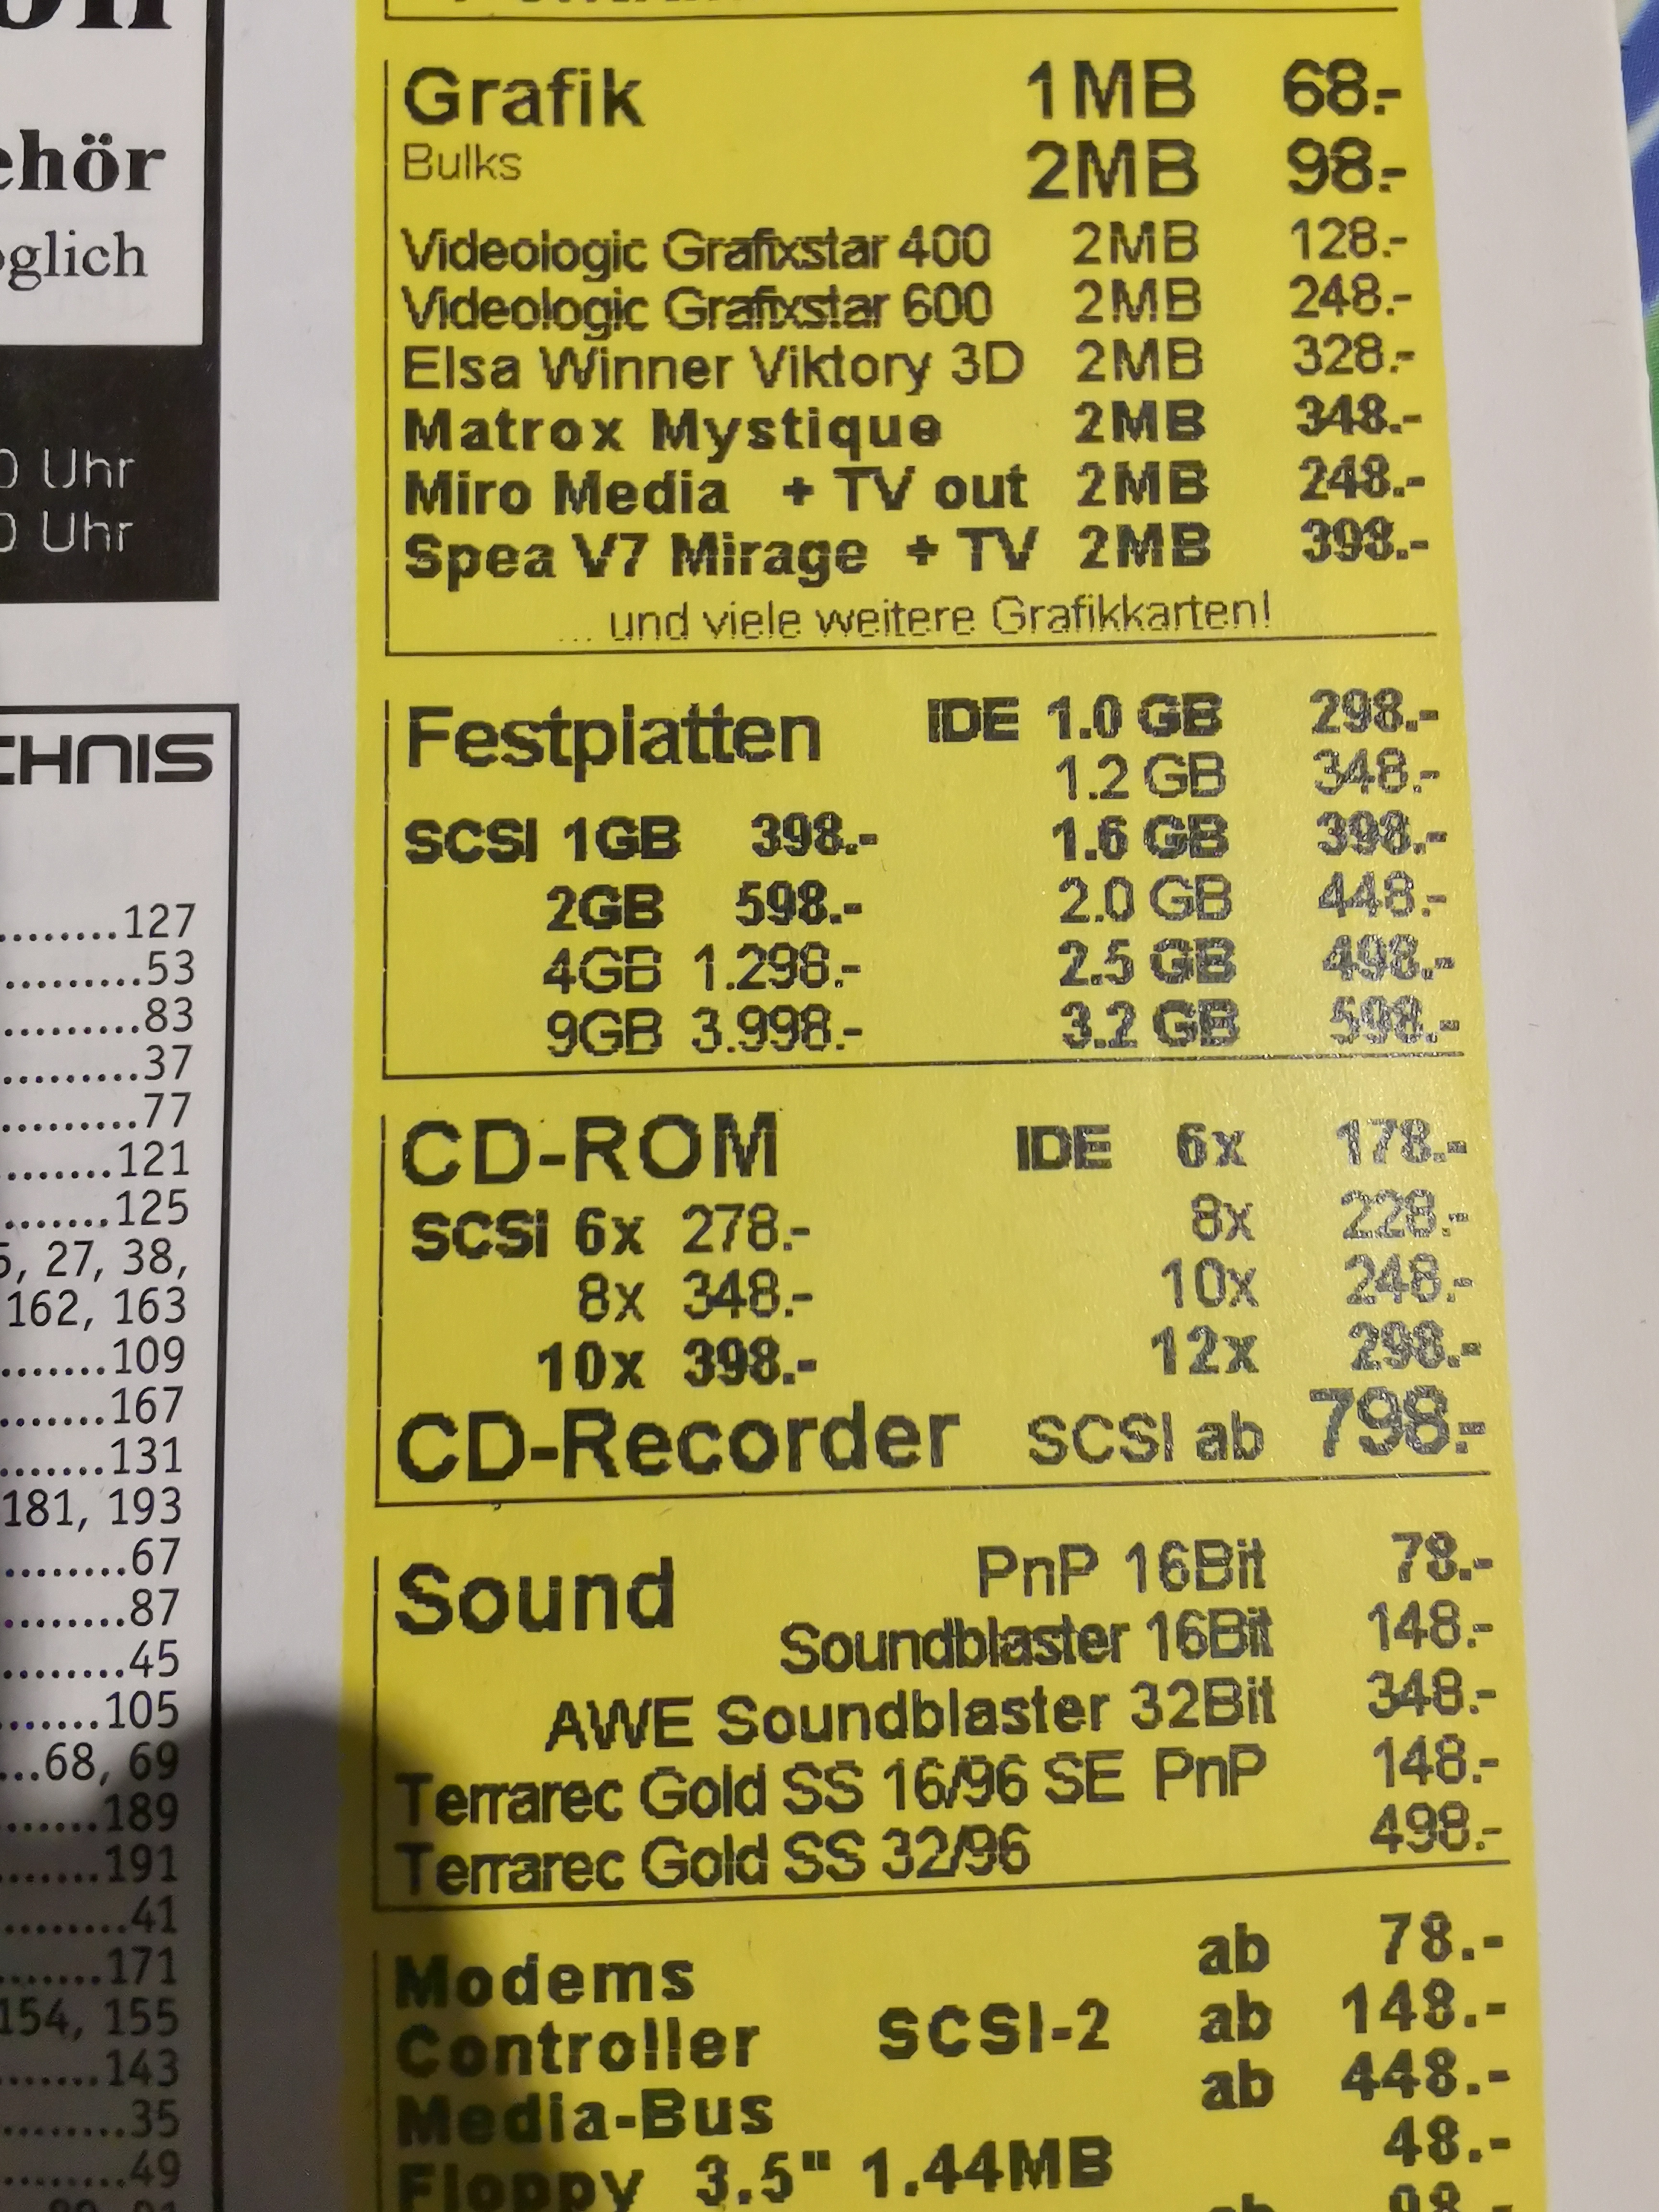 ehör
öglich
0 Uhr
0 Uhr
CHNIS
........127
.........53
.........83
.........37
.........77
.......121
.......125
5, 27, 38,
162, 163
.......109
.......167
.......131
181, 193
........67
........87
........45
.......105
...68, 69
.......189
.......191
........41
.......171
154, 155
.......143
........35
........49
Grafik 1MB 68.-
Bulks 2MB 98.-
Videologic Grafixstar 400 2MB 128.-
Videologic Grafixstar 600 2MB 248.-
Elsa Winner Viktory 3D 2MB 328.-
Matrox Mystique 2MB 348.-
Miro Media + TV out 2MB 248.-
Spea V7 Mirage + TV 2MB 398.-
... und viele weitere Grafikkarten!
Festplatten IDE 1.0 GB 298.-
1.2 GB 348.-
SCSI 1GB 398.- 1.6 GB 398.-
2GB 598.- 2.0 GB 448.-
4GB 1.298.- 2.5 GB 498.-
9GB 3.998.- 3.2 GB 598.-
CD-ROM IDE 6x 178.-
SCSI 6x 278.- 8x 228.-
8x 348.- 10x 248.-
10x 398.- 12x 298.-
CD-Recorder SCSI ab 798.-
Sound PnP 16Bit 78.-
Soundblaster 16Bit 148.-
AWE Soundblaster 32Bit 348.-
Terrarec Gold SS 16/96 SE PnP 148.-
Terrarec Gold SS 32/96 498.-
Modems ab 78.-
Controller SCSI-2 ab 148.-
Media-Bus ab 448.-
Floppy 3.5" 1.44MB 48.-
ab 98.-